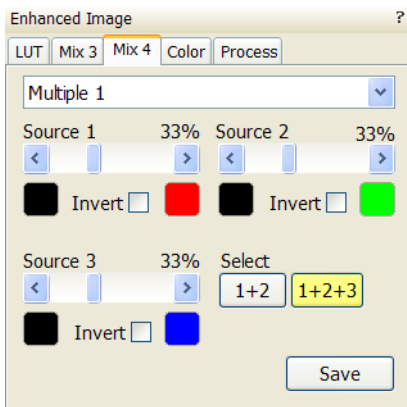 Enhanced Image ?
LUT Mix 3 Mix 4 Color Process
Multiple 1
Source 1 33% Source 2 33%
Invert Invert
Source 3 33% Select
1+2 1+2+3
Invert
Save